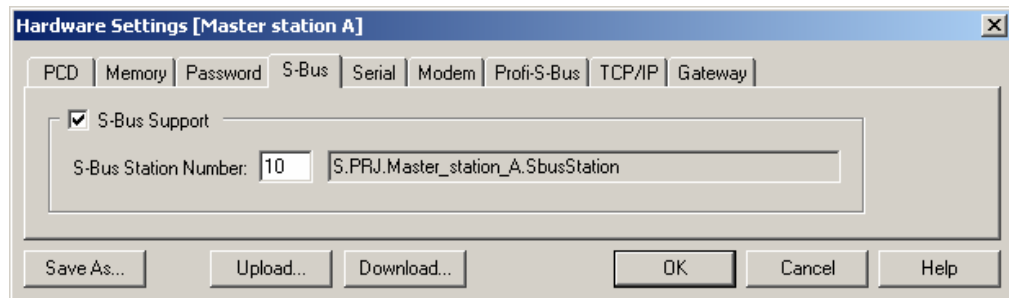 Hardware Settings [Master station A]
PCD Memory Password S-Bus Serial Modem Profi-S-Bus TCP/IP Gateway
S-Bus Support
S-Bus Station Number: 10 S.PRJ.Master_station_A.SbusStation
Save As... Upload... Download... OK Cancel Help